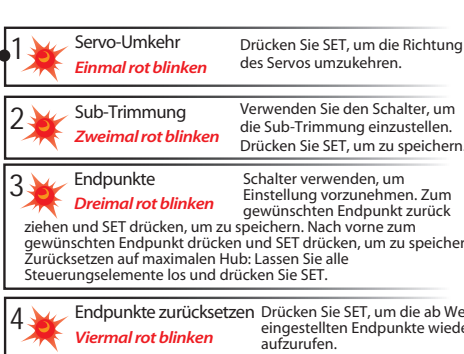 1 Servo-Umkehr Drücken Sie SET, um die Richtung
Einmal rot blinken des Servos umzukehren.
2 Sub-Trimmung Verwenden Sie den Schalter, um
die Sub-Trimmung einzustellen.
Zweimal rot blinken Drücken Sie SET, um zu speichern.
3 Endpunkte Schalter verwenden, um
Einstellung vorzunehmen. Zum
Dreimal rot blinken gewünschten Endpunkt zurück
ziehen und SET drücken, um zu speichern. Nach vorne zum
gewünschten Endpunkt drücken und SET drücken, um zu
Zurücksetzen auf maximalen Hub: Lassen Sie alle
Steuerungselemente los und drücken Sie SET.
4 Endpunkte zurücksetzen Drücken Sie SET, um die ab
Viermal rot blinken eingestellten Endpunkte
aufzurufen.